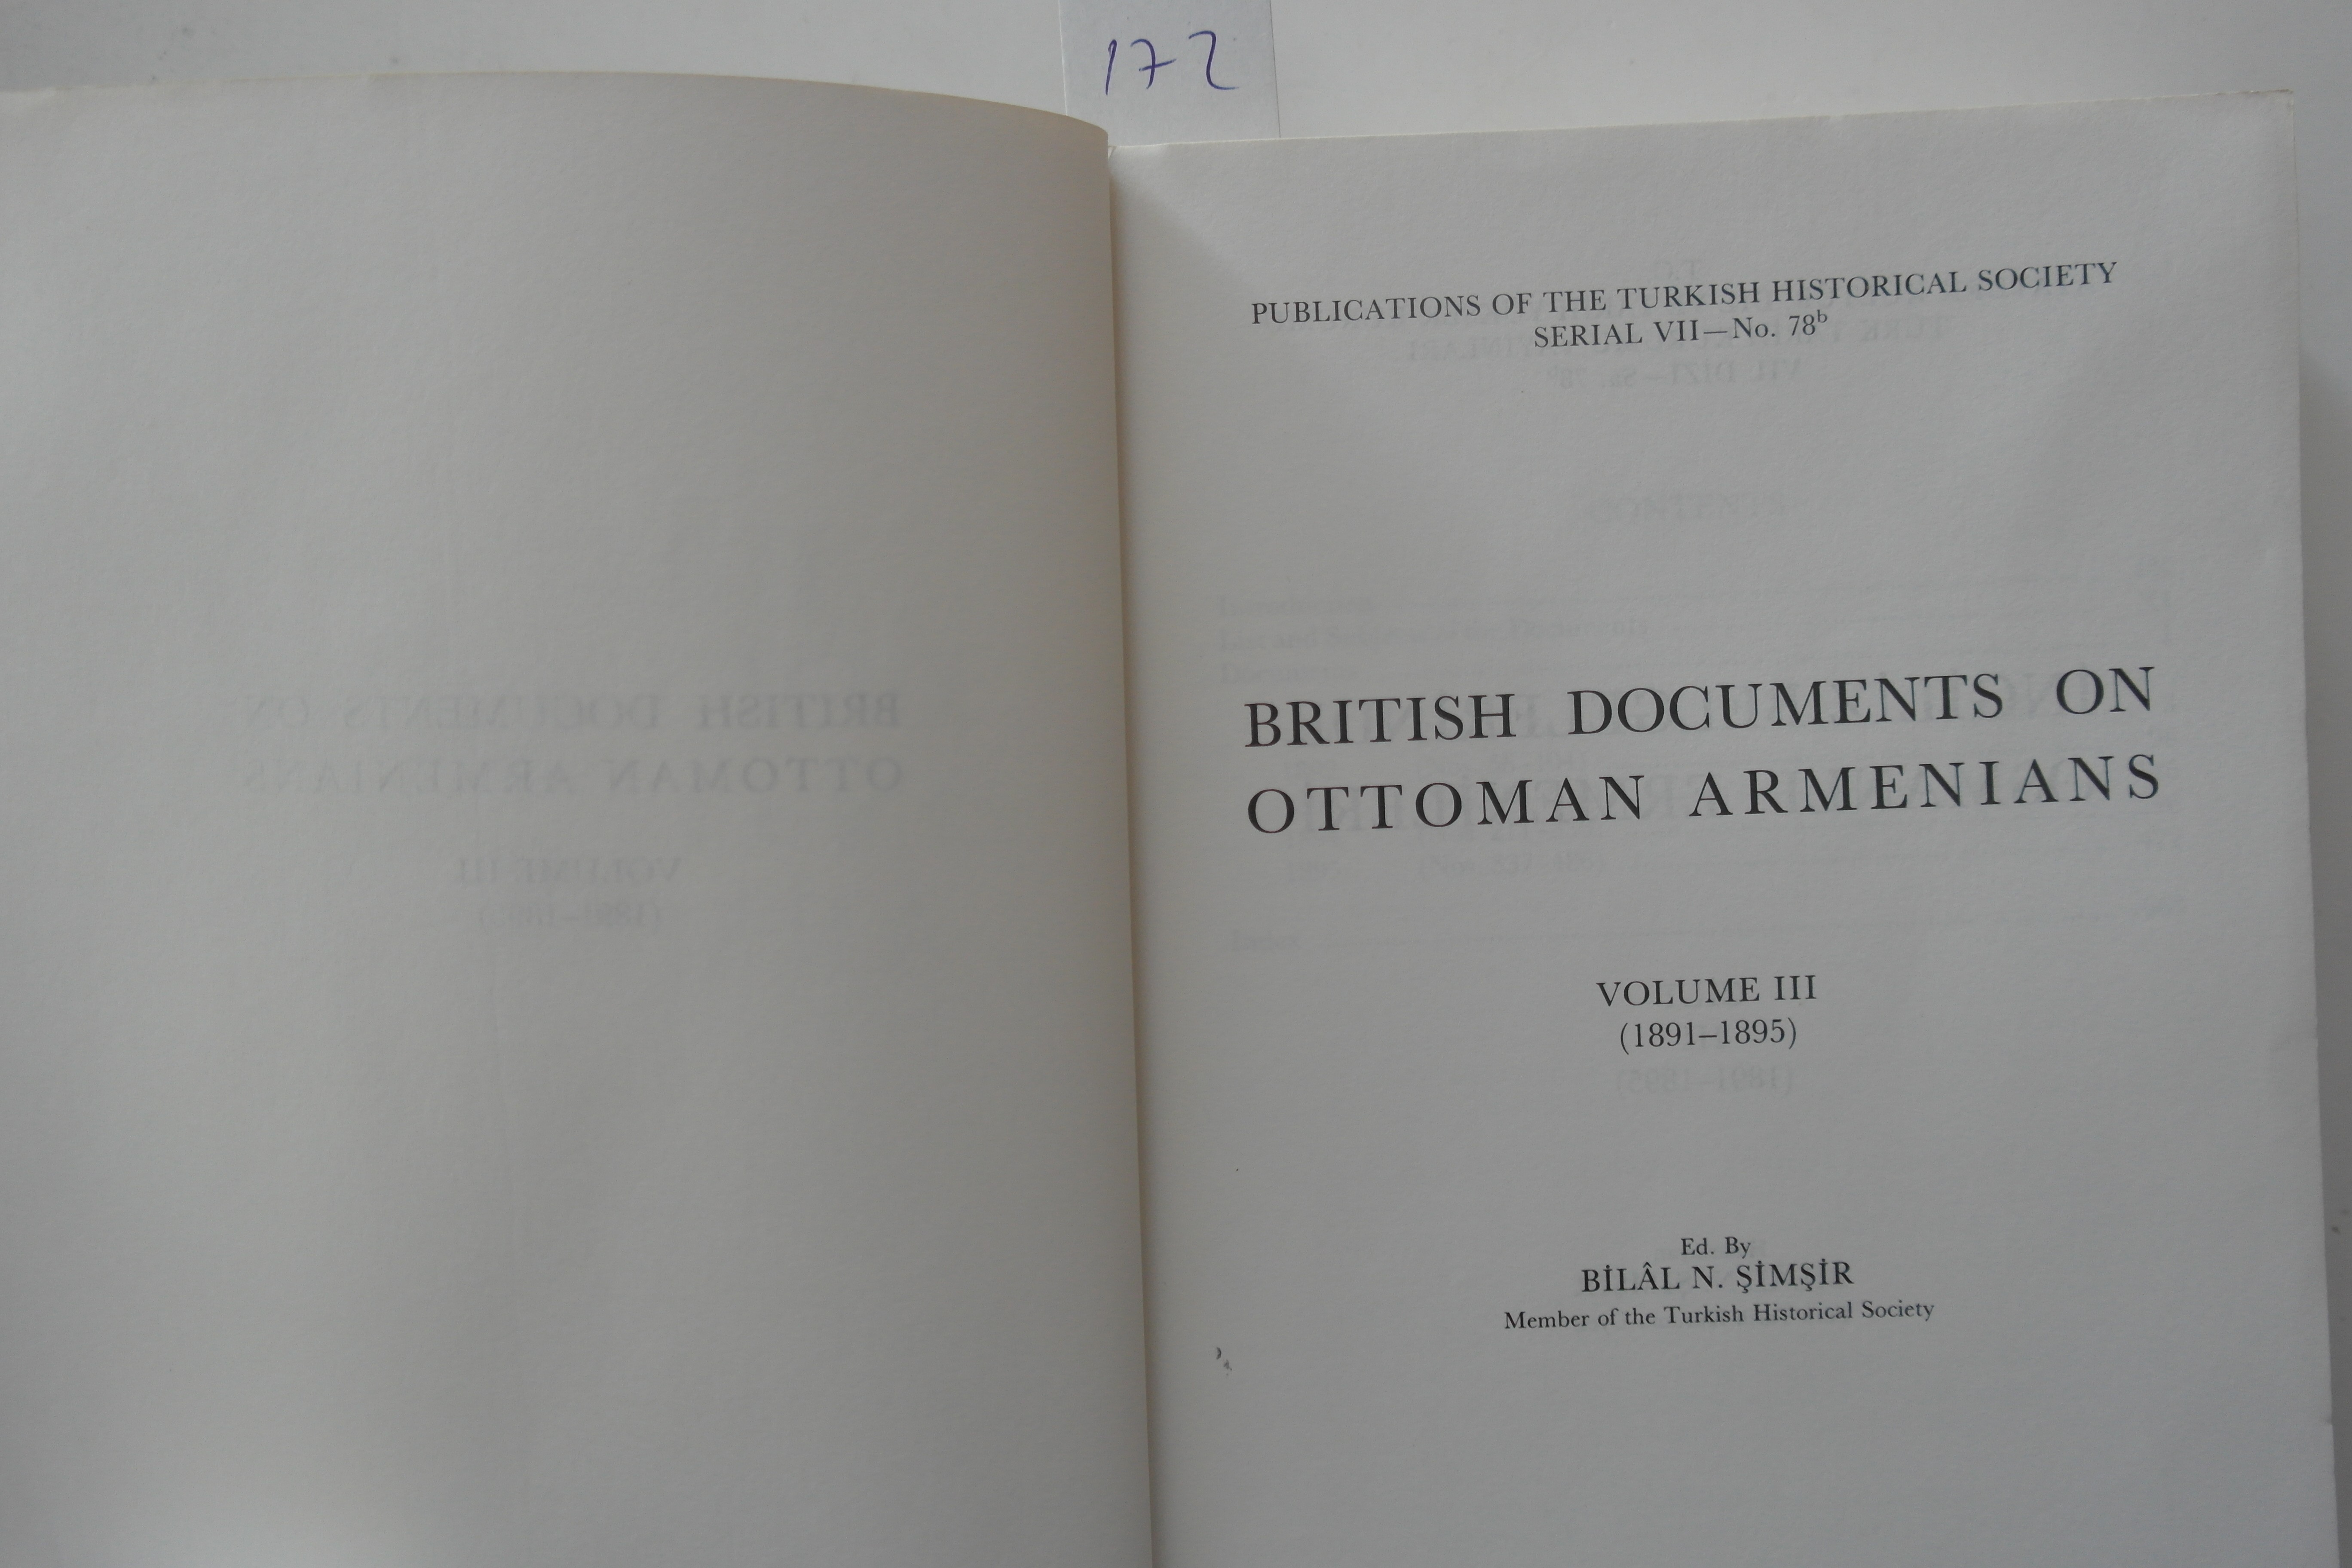 172
PUBLICATIONS OF THE TURKISH HISTORICAL SOCIETY
SERIAL VII—No. 78ᵇ
BRITISH DOCUMENTS ON
OTTOMAN ARMENIANS
VOLUME III
(1891–1895)
Ed. By
BİLÂL N. ŞİMŞİR
Member of the Turkish Historical Society